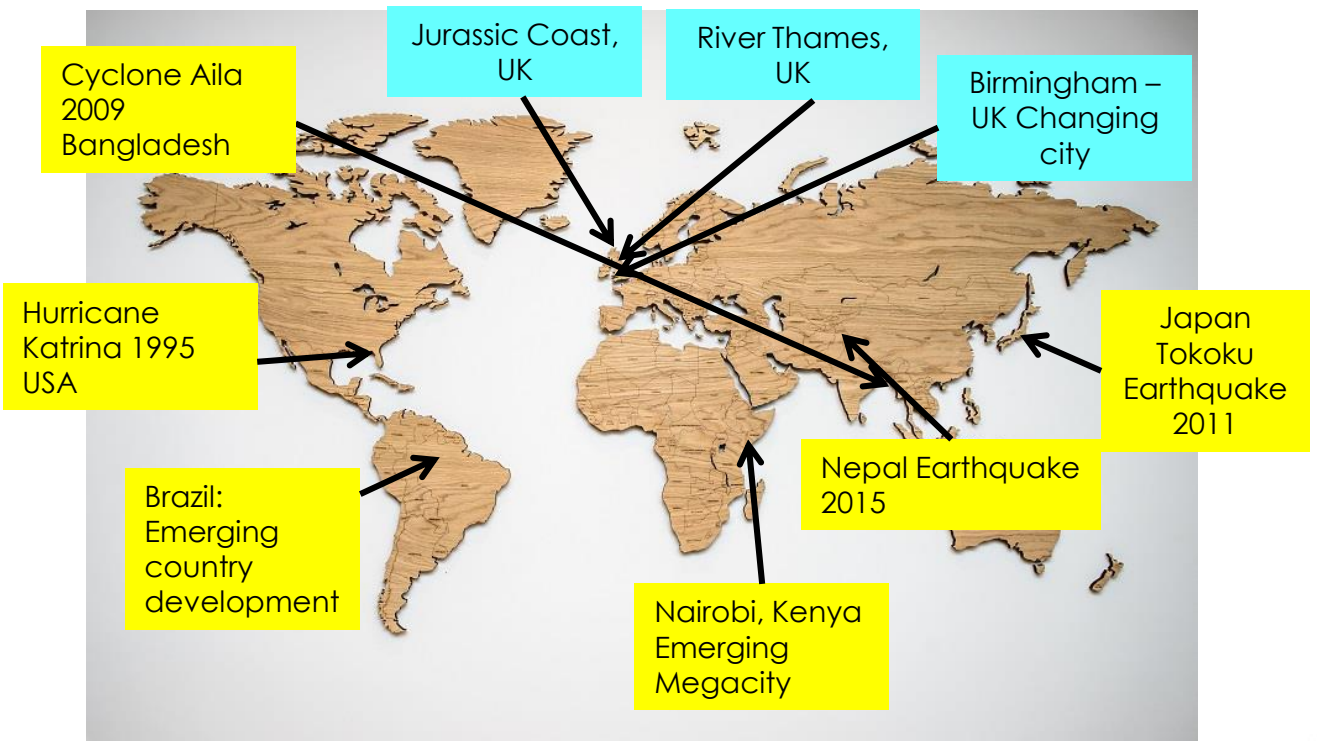 Jurassic Coast,
UK
River Thames,
UK
Cyclone Aila
2009
Bangladesh
Birmingham –
UK Changing
city
Hurricane
Katrina 1995
USA
Japan
Tokoku
Earthquake
2011
Nepal Earthquake
2015
Brazil:
Emerging
country
development
Nairobi, Kenya
Emerging
Megacity